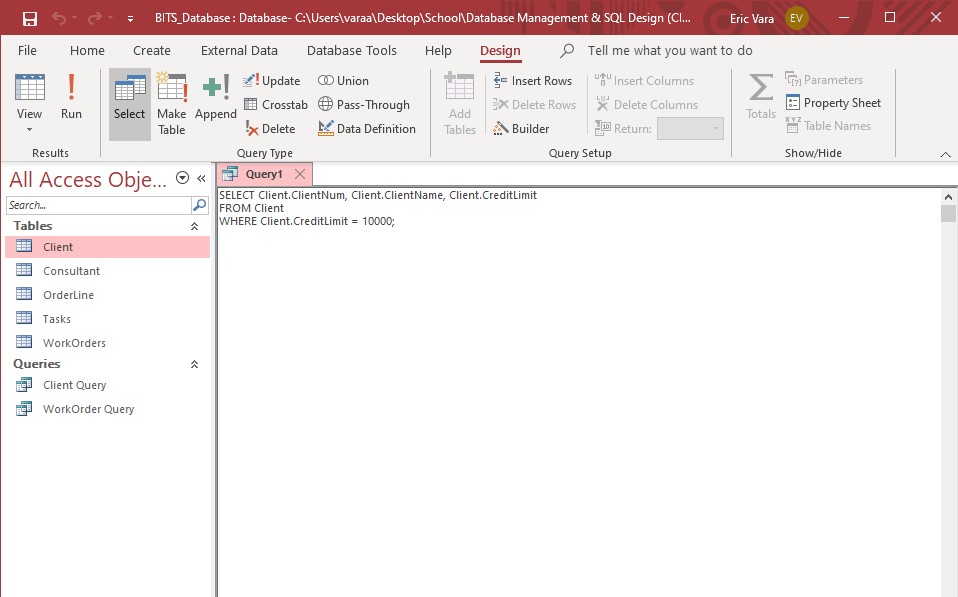 BITS_Database : Database- C:\Users\varaa\Desktop\School\Database Management & SQL Design (Cl...
Eric Vara
EV
File Home Create External Data Database Tools Help Design Tell me what you want to do
View
Run
Results
Select
Make Table
Append
Update
Crosstab
Delete
Union
Pass-Through
Data Definition
Query Type
Add Tables
Insert Rows
Delete Rows
Builder
Insert Columns
Delete Columns
Return:
Query Setup
Totals
Parameters
Property Sheet
Table Names
Show/Hide
All Access Obje...
Search...
Tables
Client
Consultant
OrderLine
Tasks
WorkOrders
Queries
Client Query
WorkOrder Query
Query1
SELECT Client.ClientNum, Client.ClientName, Client.CreditLimit
FROM Client
WHERE Client.CreditLimit = 10000;